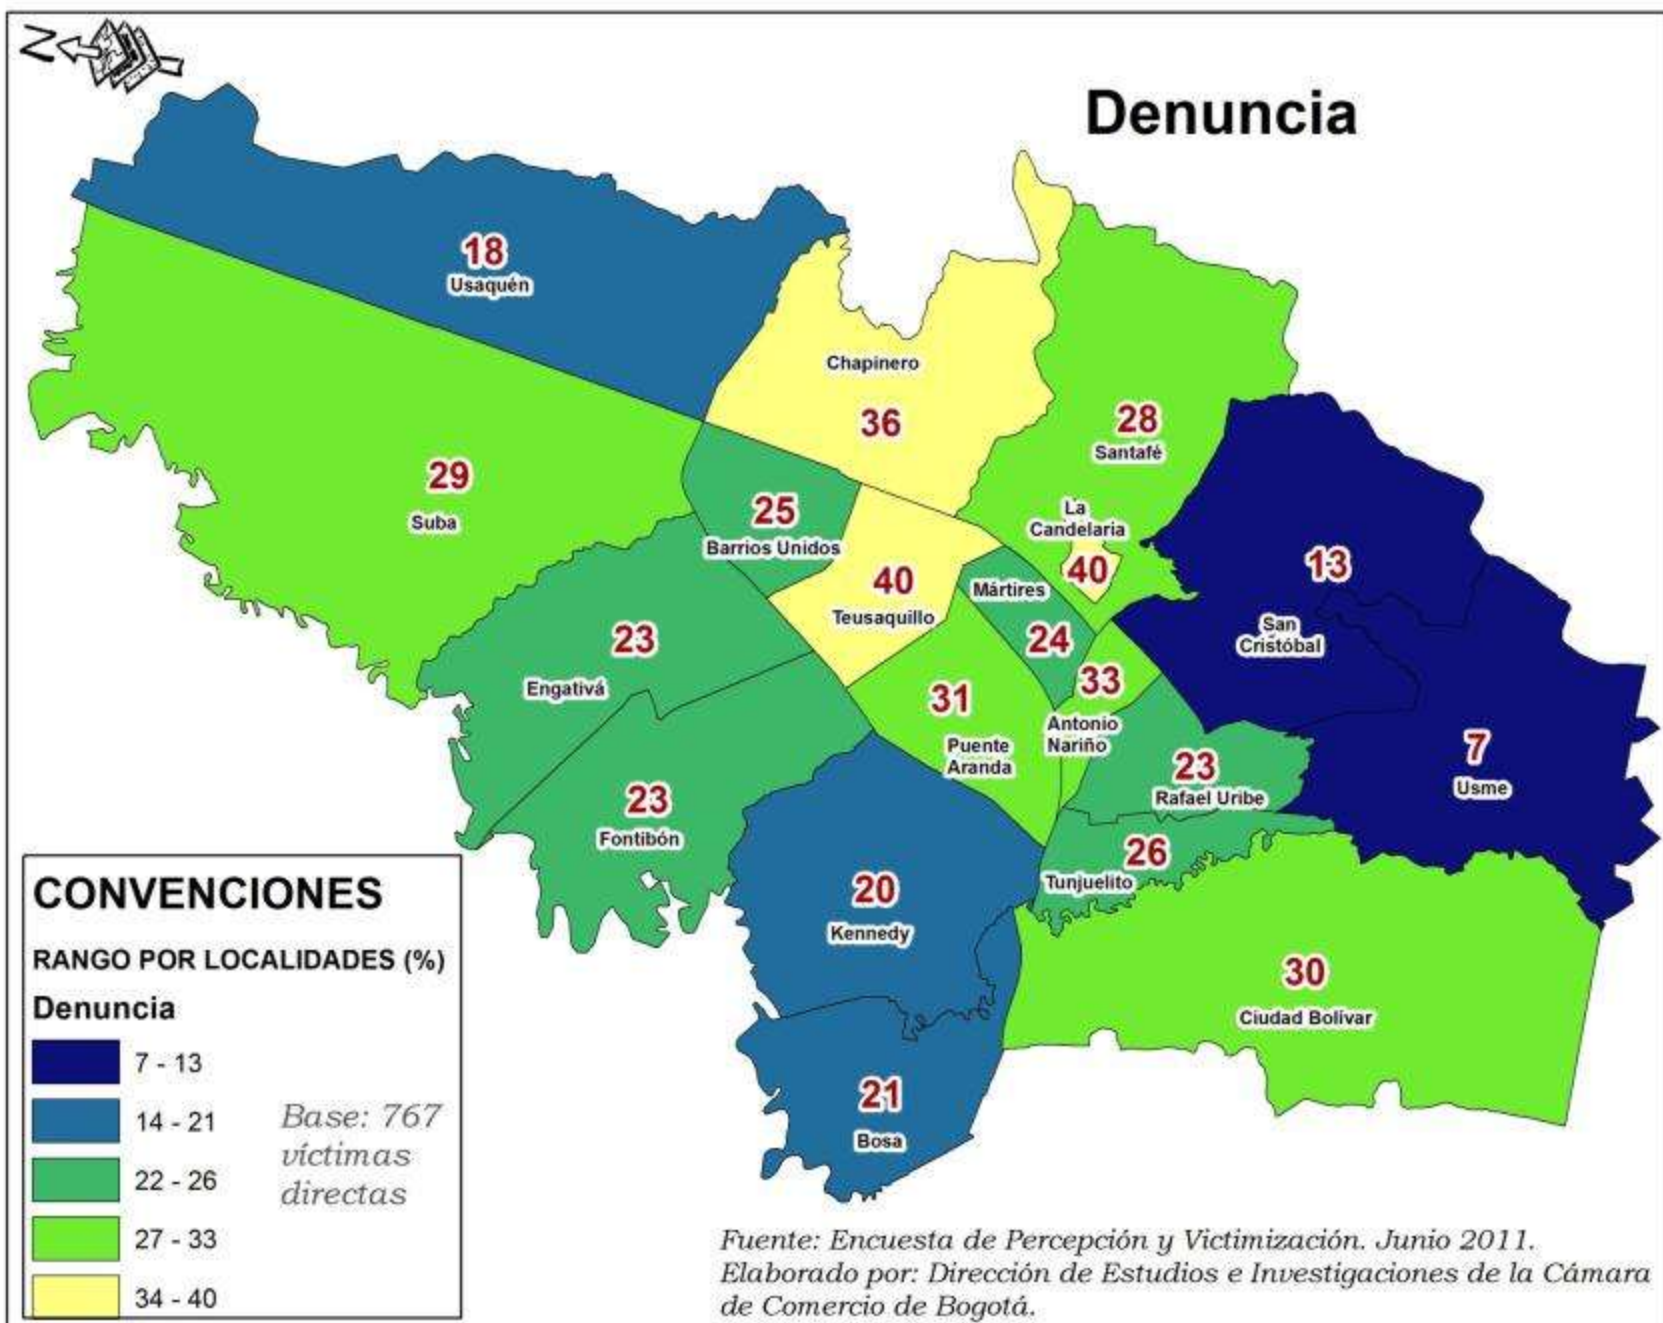 N
Denuncia
18
Usaquén
Chapinero
36
28
Santafé
29
Suba
25
Barrios Unidos
La
Candelaria
40
40
Teusaquillo
Mártires
24
13
San
Cristóbal
23
Engativá
31
Puente
Aranda
33
Antonio
Nariño
7
Usme
23
Rafael Uribe
23
Fontibón
26
Tunjuelito
20
Kennedy
30
Ciudad Bolívar
21
Bosa
CONVENCIONES
RANGO POR LOCALIDADES (%)
Denuncia
7 - 13
14 - 21
22 - 26
27 - 33
34 - 40
Base: 767
víctimas
directas
Fuente: Encuesta de Percepción y Victimización. Junio 2011.
Elaborado por: Dirección de Estudios e Investigaciones de la Cámara
de Comercio de Bogotá.